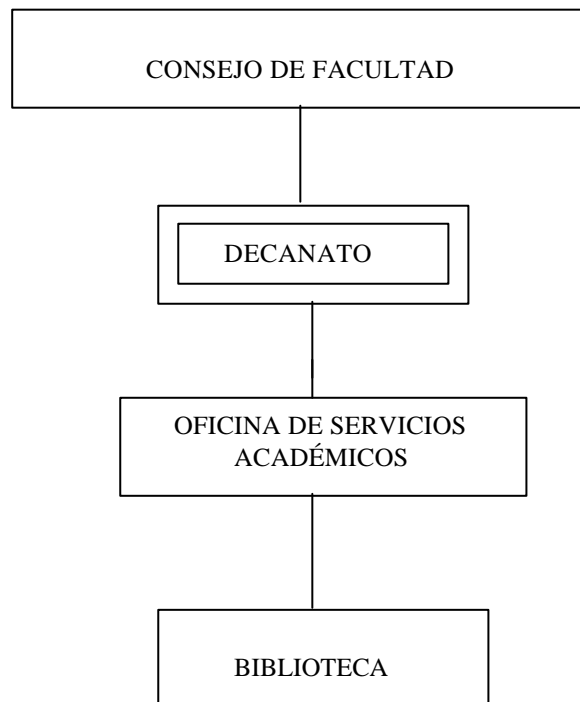 CONSEJO DE FACULTAD
DECANATO
OFICINA DE SERVICIOS
ACADÉMICOS
BIBLIOTECA